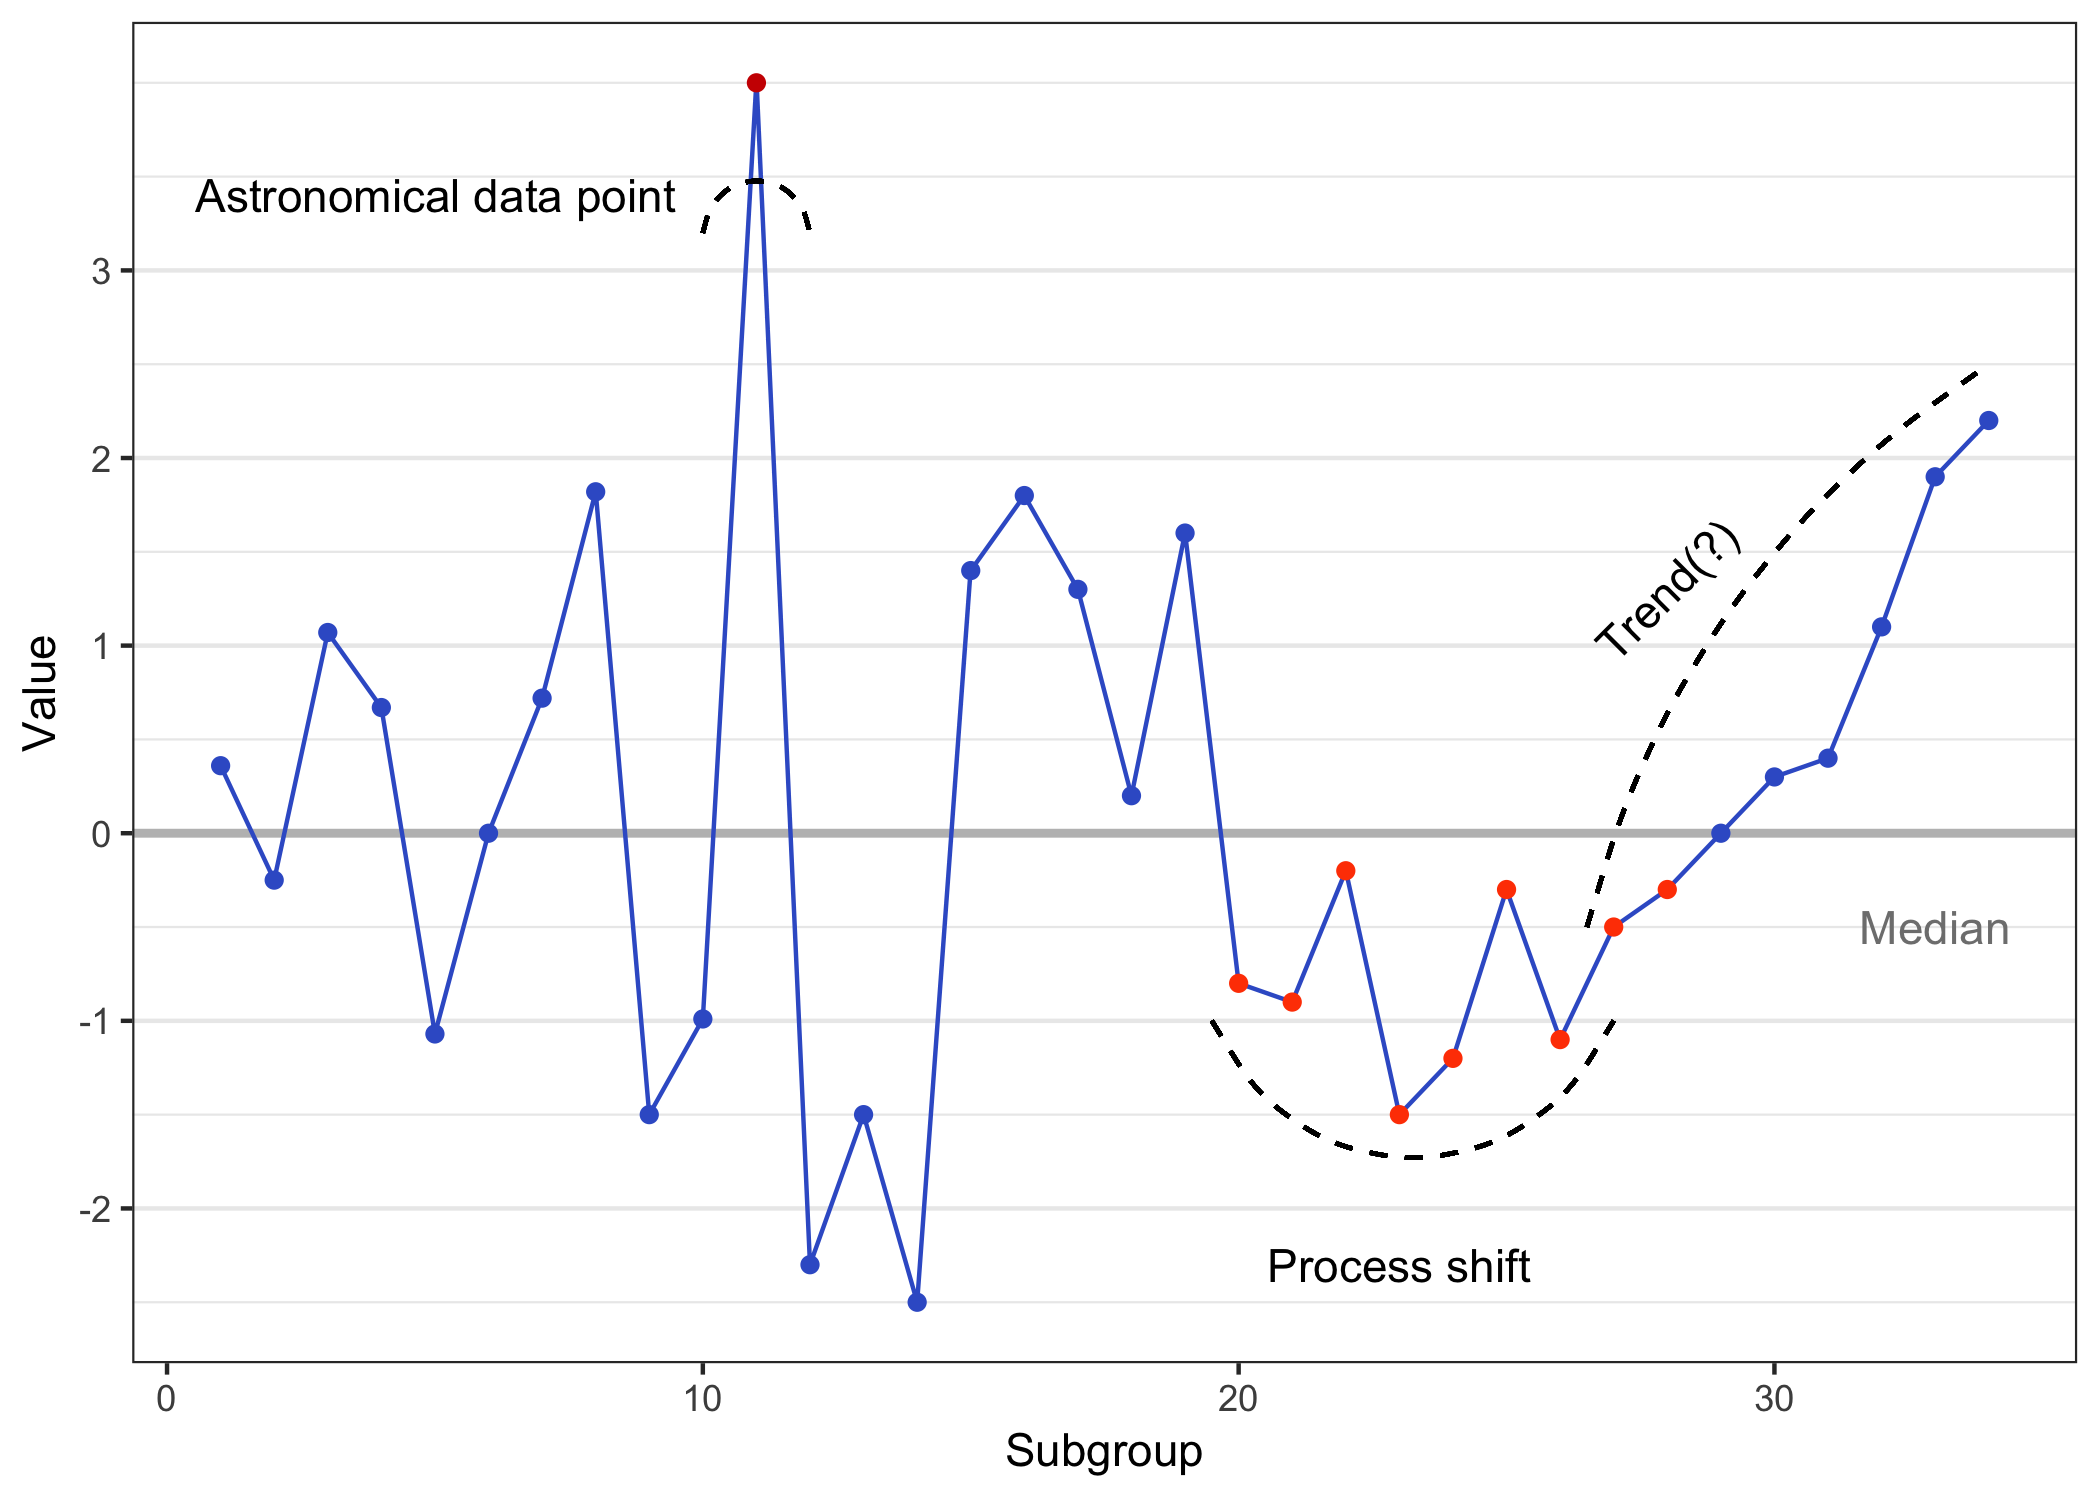 Astronomical data point
Trend(?)
Median
Process shift
Value
3
2
1
0
-1
-2
0
10
20
30
Subgroup